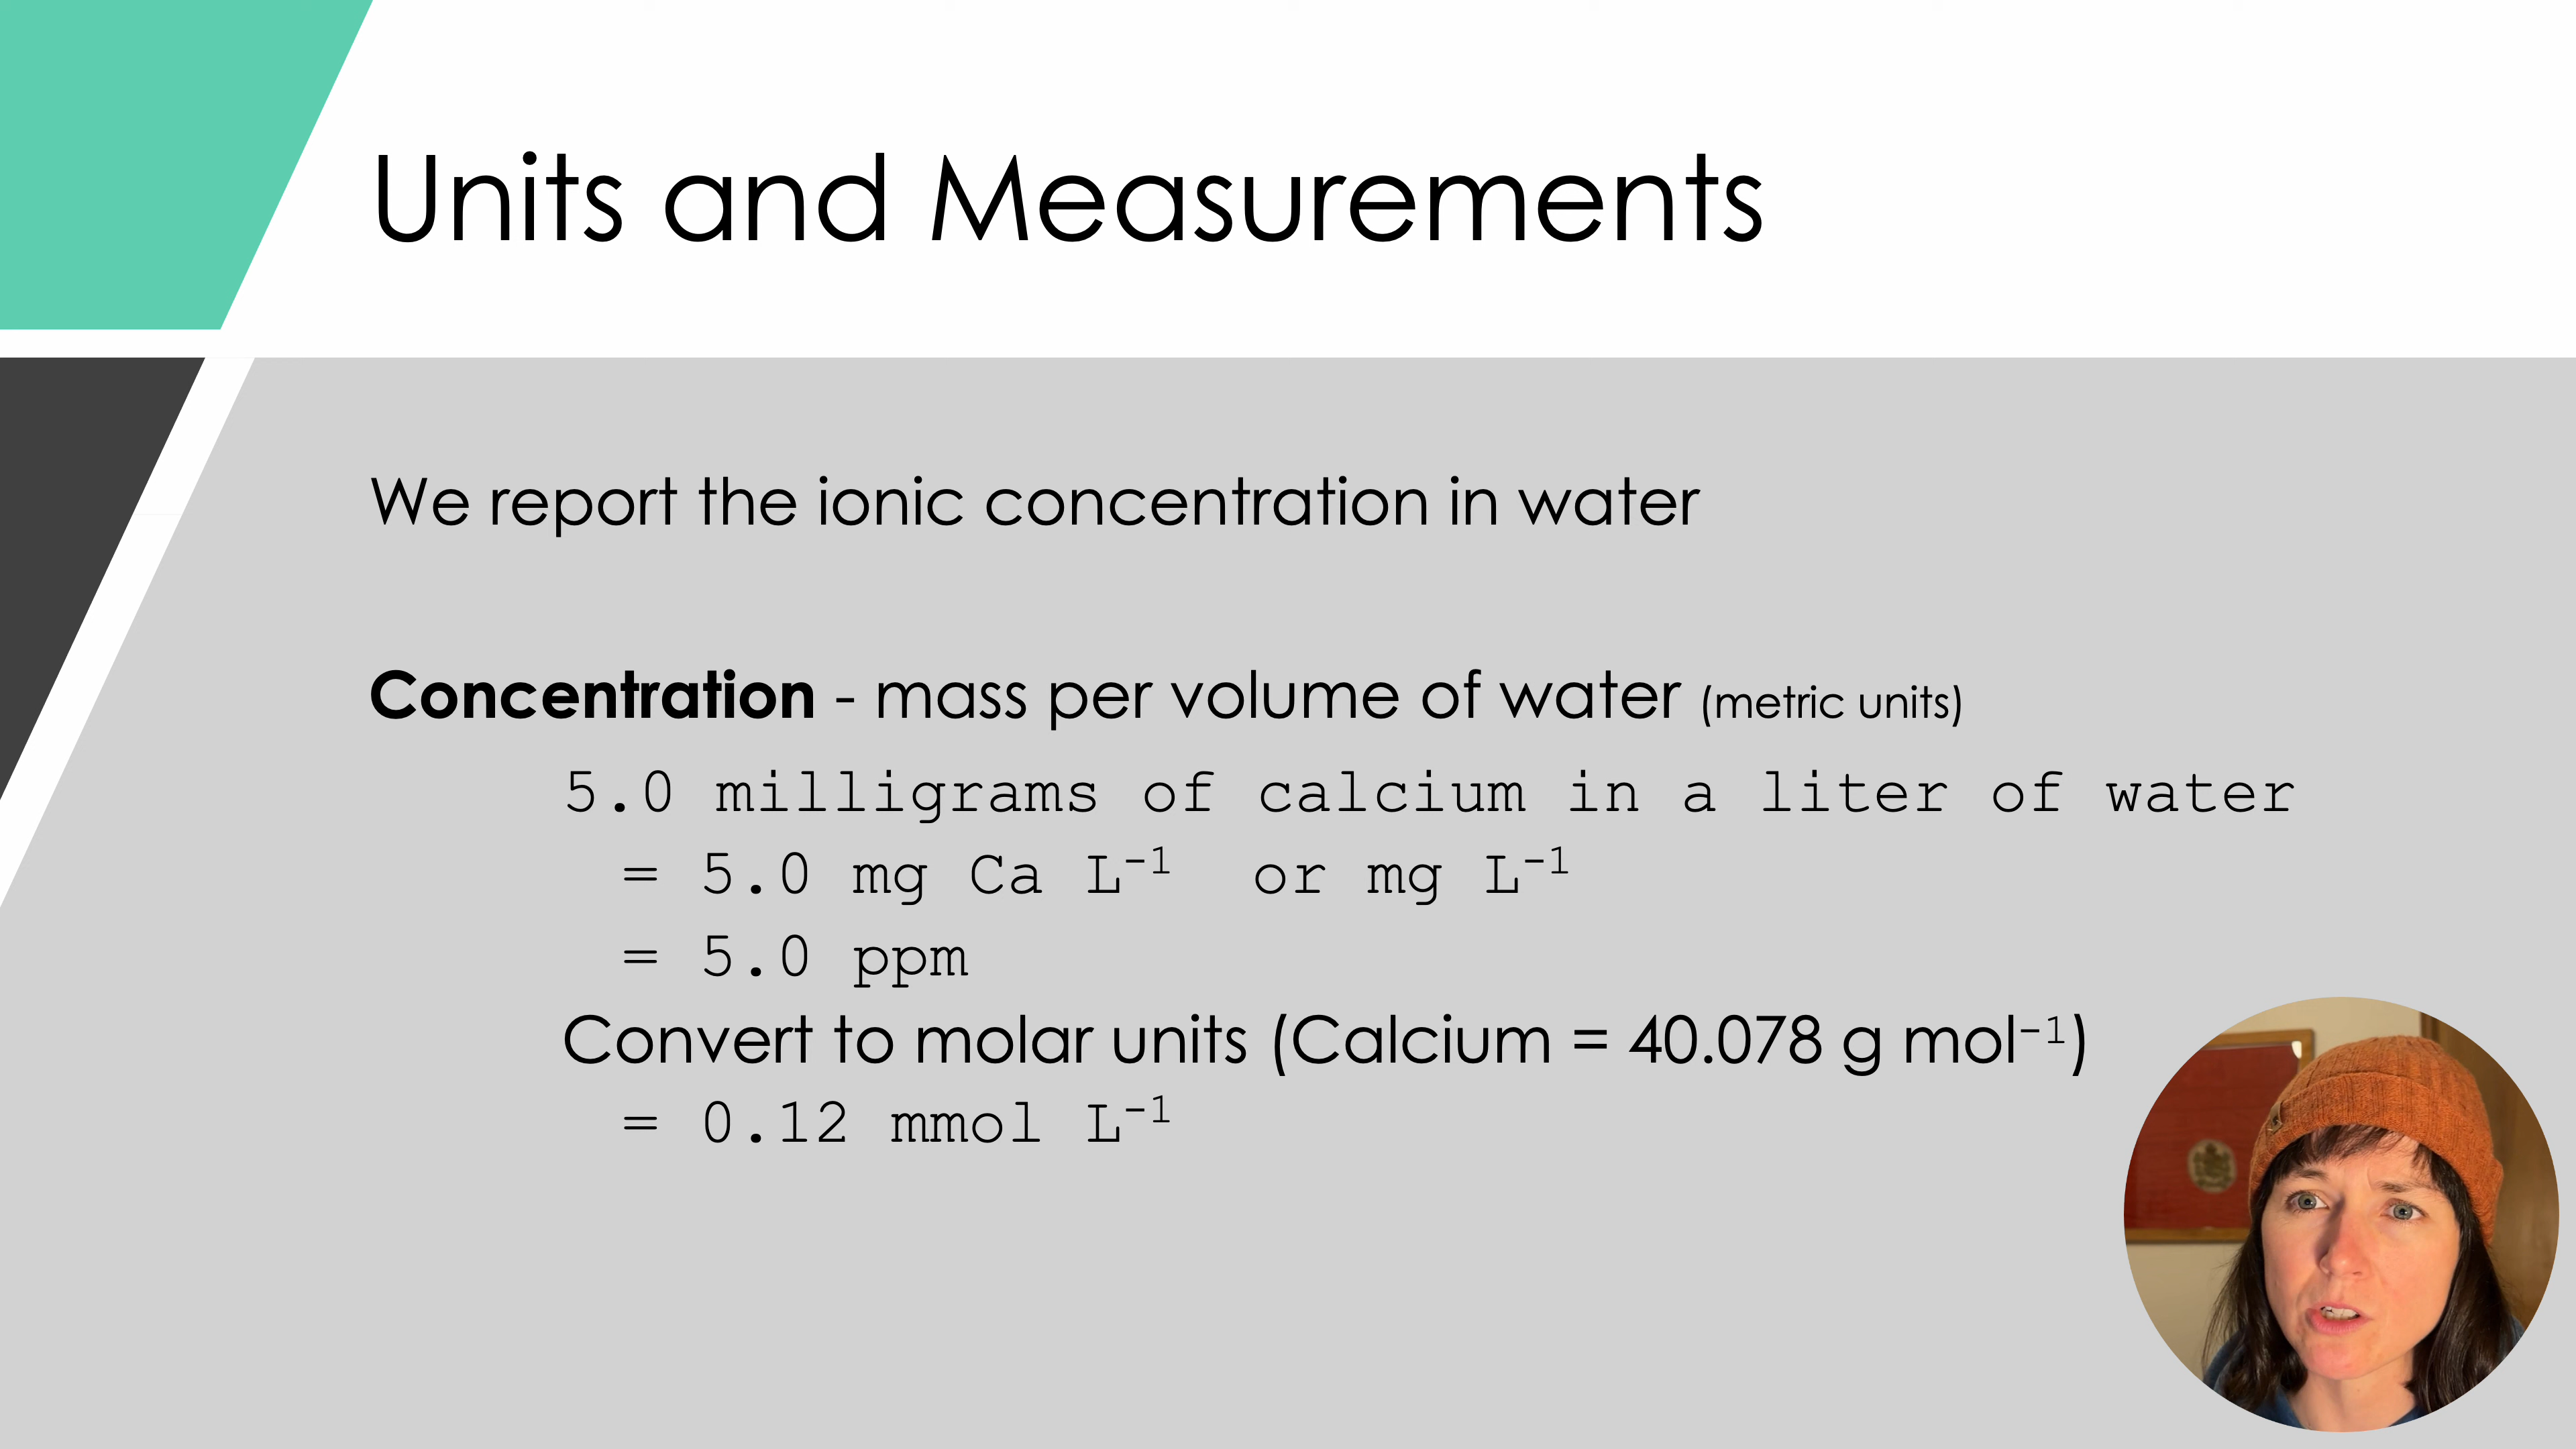 Units and Measurements
We report the ionic concentration in water
Concentration - mass per volume of water (metric units)
5.0 milligrams of calcium in a liter of water
= 5.0 mg Ca L⁻¹ or mg L⁻¹
= 5.0 ppm
Convert to molar units (Calcium = 40.078 g mol⁻¹)
= 0.12 mmol L⁻¹